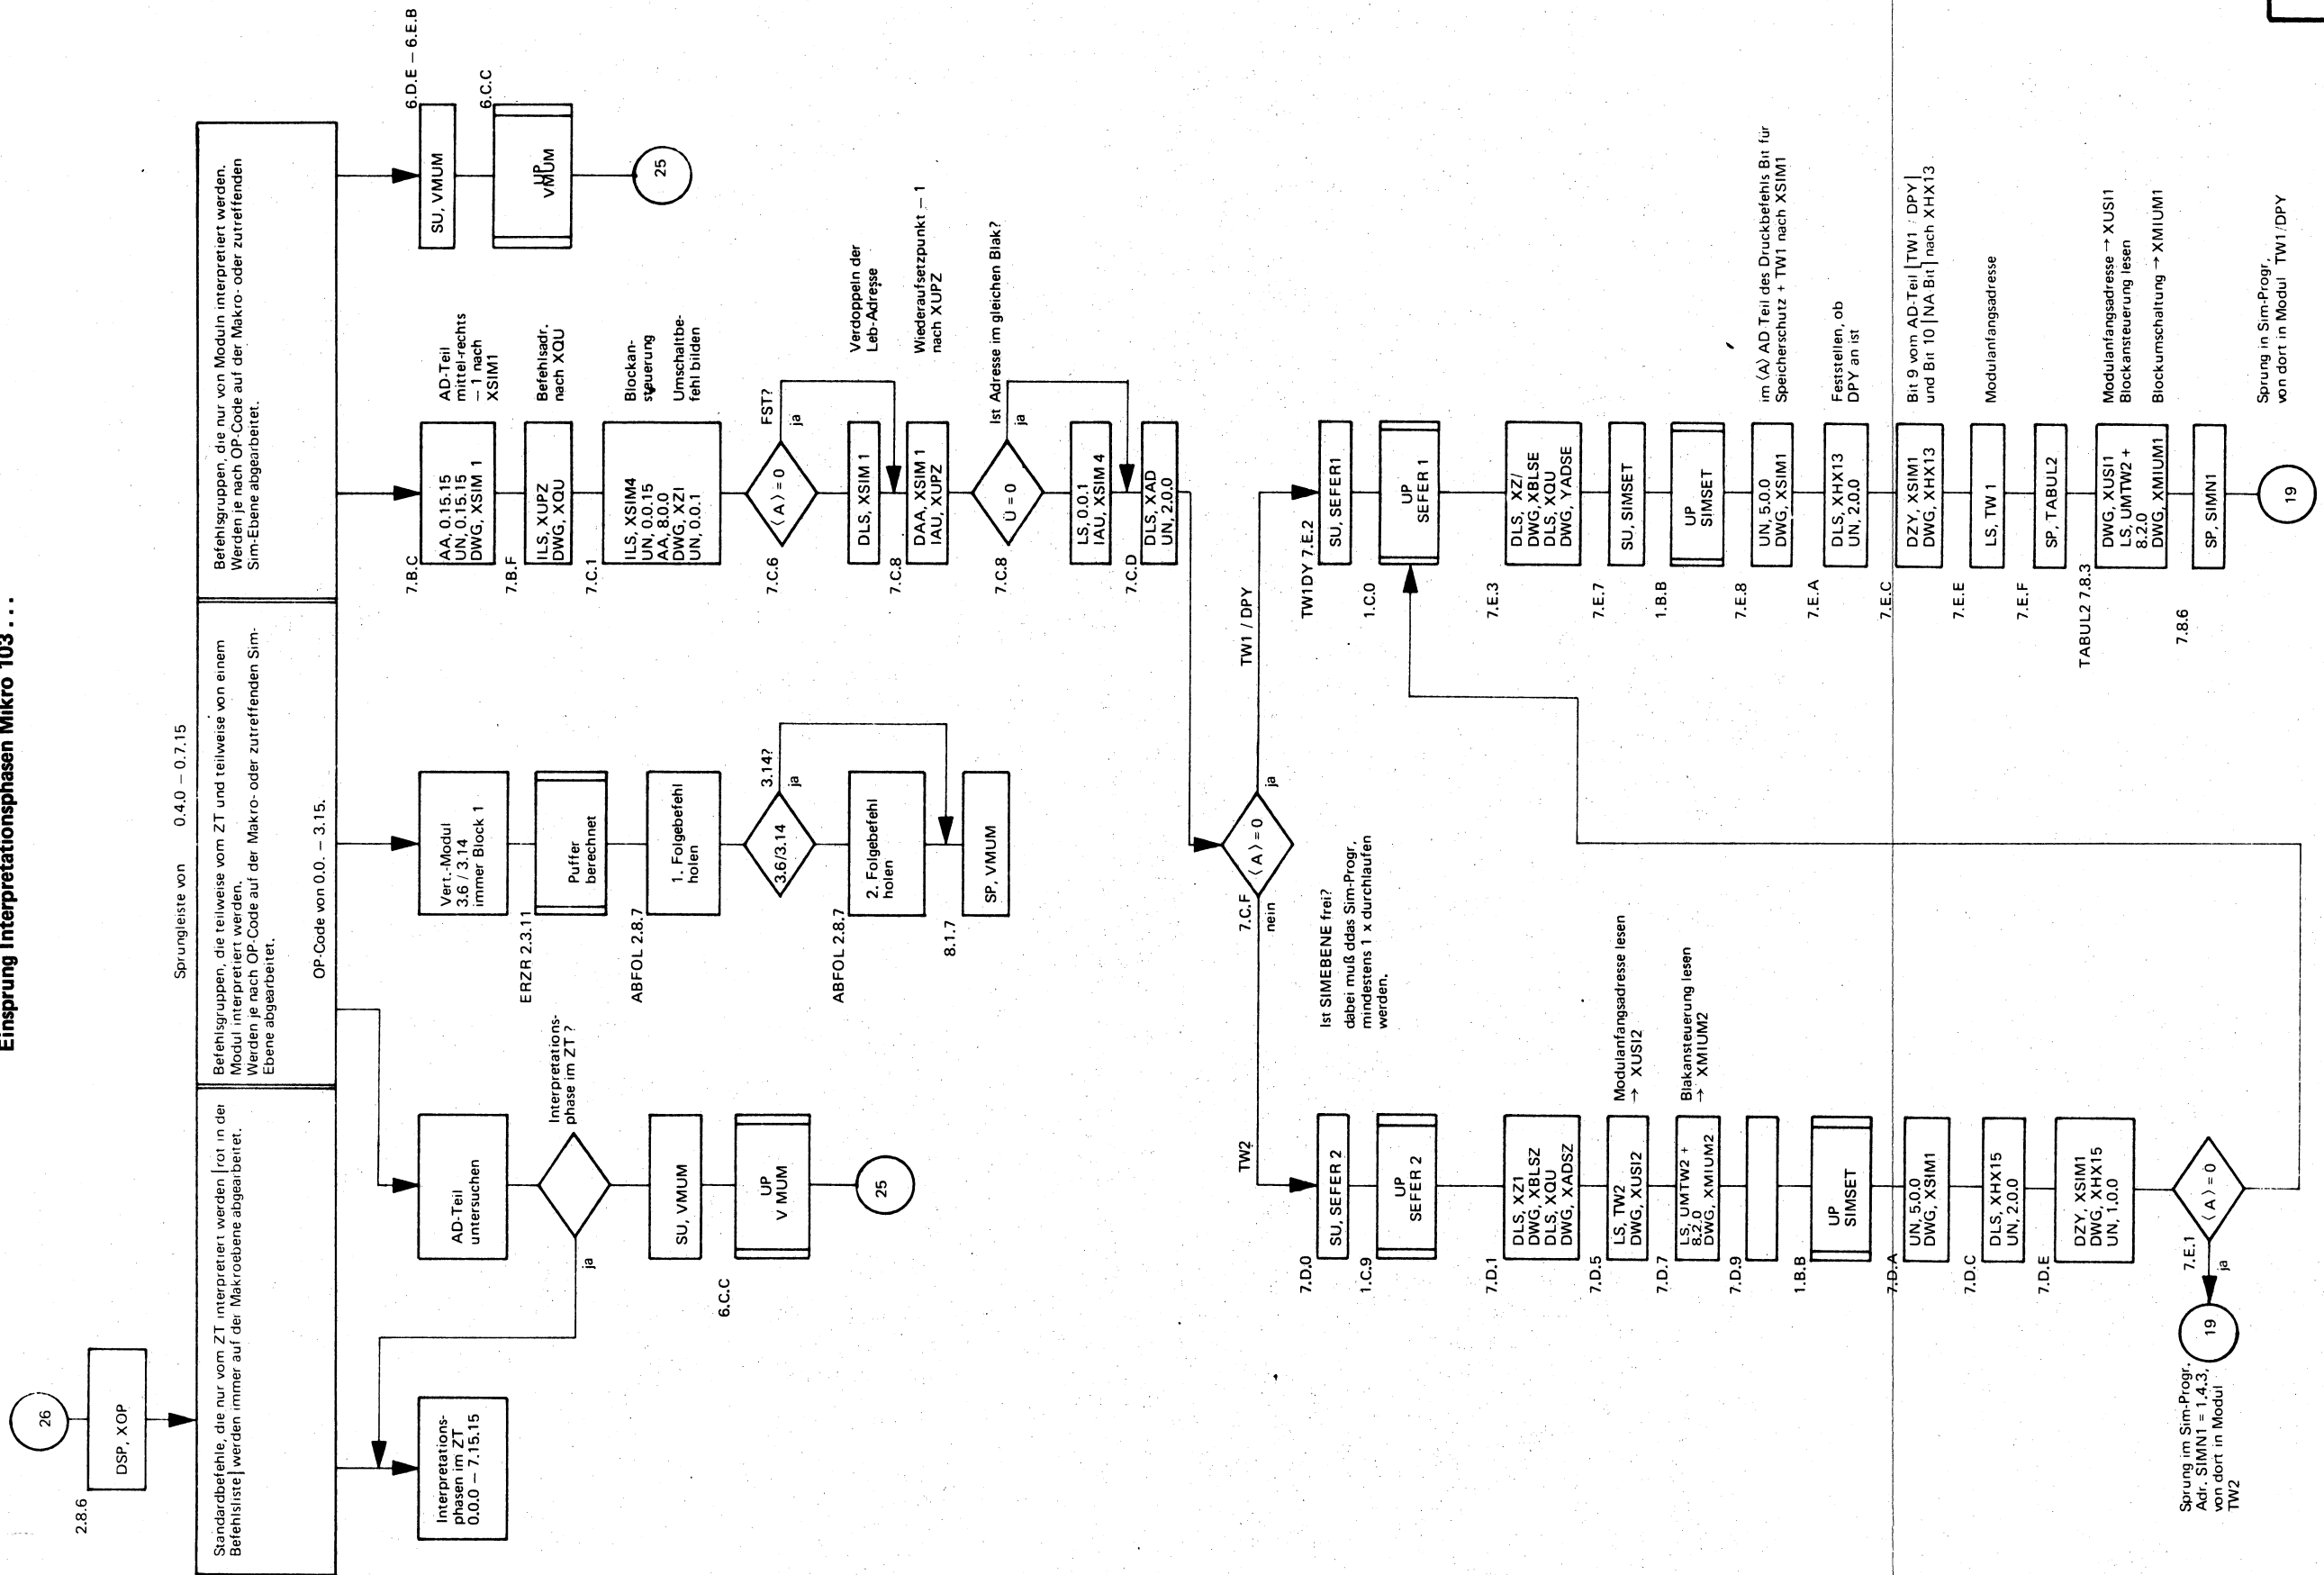 Einsprung Interpretationsphasen Mikro 103 . . .
26
2.8.6
DSP, XOP
Sprungleiste von 0.4.0 – 0.7.15
Standardbefehle, die nur vom ZT interpretiert werden |rot in der
Befehlsliste| werden immer auf der Makroebene abgearbeitet.
Befehlsgruppen, die teilweise vom ZT und teilweise von einem
Modul interpretiert werden.
Werden je nach OP-Code auf der Makro- oder zutreffenden Sim-
Ebene abgearbeitet.
OP-Code von 0.0. – 3.15.
Befehlsgruppen, die nur von Moduln interpretiert werden.
Werden je nach OP-Code auf der Makro- oder zutreffenden
Sim-Ebene abgearbeitet.
Interpretations-
phasen im ZT
0.0.0 – 7.15.15
AD-Teil
untersuchen
Interpretations-
phase im ZT ?
ja
SU, VMUM
6.C.C
UP
V MUM
25
Vert.-Modul
3.6 / 3.14
immer Block 1
ERZR 2.3.11
Puffer
berechnet
ABFOL 2.8.7
1. Folgebefehl
holen
3.6/3.14
3.14?
ja
ABFOL 2.8.7
2. Folgebefehl
holen
8.1.7
SP, VMUM
7.B.C
AA, 0.15.15
UN, 0.15.15
DWG, XSIM 1
AD-Teil
mittel-rechts
– 1 nach
XSIM1
7.B.F
ILS, XUPZ
DWG, XQU
Befehlsadr.
nach XQU
7.C.1
ILS, XSIM4
UN, 0.0.15
AA, 8.0.0
DWG, XZI
UN, 0.0.1
Blockan-
steuerung
Umschaltbe-
fehl bilden
7.C.6
⟨A⟩ = 0
FST?
ja
DLS, XSIM 1
Verdoppeln der
Leb-Adresse
7.C.8
DAA, XSIM 1
IAU, XUPZ
Wiederaufsetzpunkt – 1
nach XUPZ
7.C.8
Ü = 0
Ist Adresse im gleichen Blak?
ja
LS, 0.0.1
IAU, XSIM 4
7.C.D
DLS, XAD
UN, 2.0.0
6.D.E – 6.E.B
SU, VMUM
6.C.C
UP
VMUM
25
7.C.F
⟨A⟩ = 0
nein
ja
TW2
TW1 / DPY
Ist SIMEBENE frei?
dabei muß ddas Sim-Progr,
mindestens 1 x durchlaufen
werden.
7.D.0
SU, SEFER 2
1.C.9
UP
SEFER 2
7.D.1
DLS, XZ1
DWG, XBLSZ
DLS, XQU
DWG, XADSZ
7.D.5
LS, TW2
DWG, XUSI2
Modulanfangsadresse lesen
→ XUSI2
7.D.7
LS, UMTW2 +
8.2.0
DWG, XMIUM2
Blakansteuerung lesen
→ XMIUM2
7.D.9
1.B.B
UP
SIMSET
7.D.A
UN, 5.0.0
DWG, XSIM1
7.D.C
DLS, XHX15
UN, 2.0.0
7.D.E
DZY, XSIM1
DWG, XHX15
UN, 1.0.0
7.E.1
⟨A⟩ = 0
ja
19
Sprung im Sim-Progr.
Adr. SIMN1 = 1,4.3,
von dort in Modul
TW2
TW1DY 7.E.2
SU, SEFER1
1.C.0
UP
SEFER 1
7.E.3
DLS, XZ/
DWG, XBLSE
DLS, XQU
DWG, YADSE
7.E.7
SU, SIMSET
1.B.B
UP
SIMSET
7.E.8
UN, 5.0.0
DWG, XSIM1
im ⟨A⟩ AD Teil des Druckbefehls Bit für
Speicherschutz + TW1 nach XSIM1
7.E.A
DLS, XHX13
UN, 2.0.0
Feststellen, ob
DPY an ist
7.E.C
DZY, XSIM1
DWG, XHX13
Bit 9 vom AD-Teil |TW1 / DPY|
und Bit 10 |NA-Bit| nach XHX13
7.E.E
LS, TW 1
Modulanfangsadresse
7.E.F
SP, TABUL2
TABUL2 7.8.3
DWG, XUSI1
LS, UMTW2 +
8.2.0
DWG, XMIUM1
Modulanfangsadresse → XUSI1
Blockansteuerung lesen
Blockumschaltung → XMIUM1
7.8.6
SP, SIMN1
19
Sprung in Sim-Progr,
von dort in Modul TW1/DPY